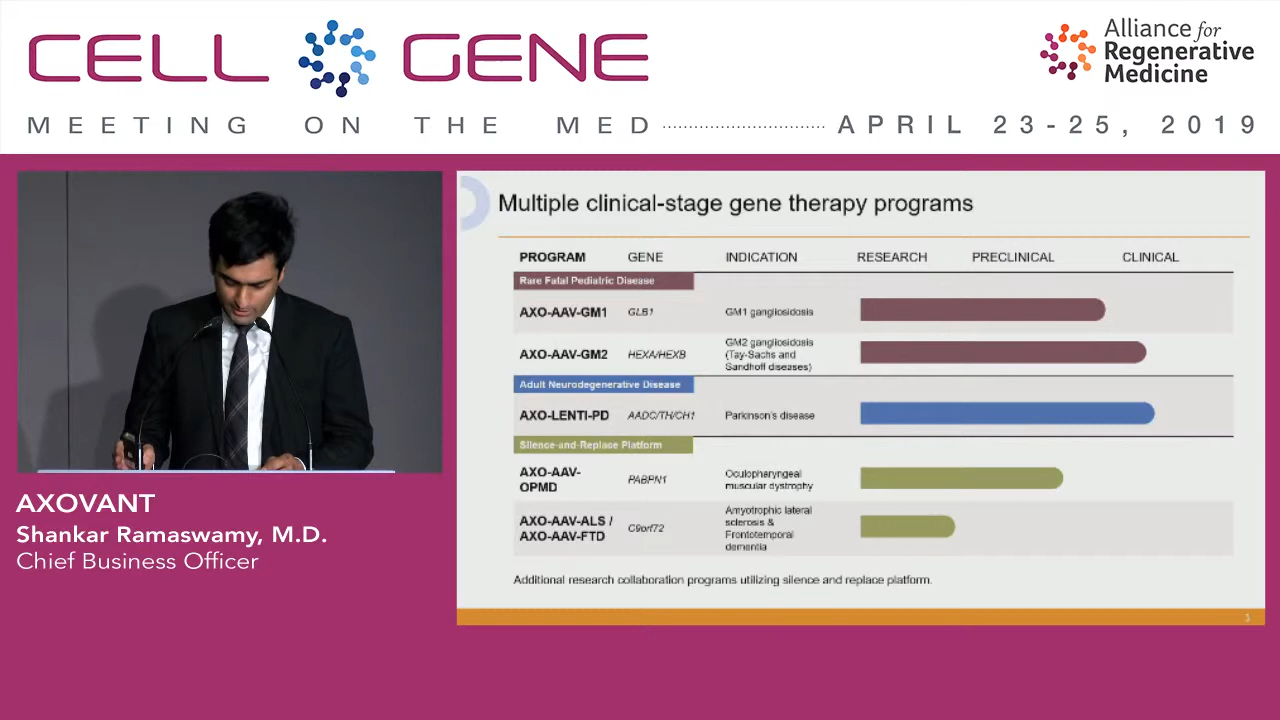 CELL GENE
Alliance for
Regenerative
Medicine
MEETING ON THE MED APRIL 23-25, 2019
Multiple clinical-stage gene therapy programs
PROGRAM GENE INDICATION RESEARCH PRECLINICAL CLINICAL
Rare Fatal Pediatric Disease
AXO-AAV-GM1 GLB1 GM1 gangliosidosis
AXO-AAV-GM2 HEXA/HEXB GM2 gangliosidosis
(Tay-Sachs and
Sandhoff diseases)
Adult Neurodegenerative Disease
AXO-LENTI-PD AADC/TH/CH1 Parkinson's disease
Silence-and-Replace Platform
AXO-AAV-
OPMD
PABPN1
Oculopharyngeal
muscular dystrophy
AXO-AAV-ALS /
AXO-AAV-FTD
C9orf72
Amyotrophic lateral
sclerosis &
Frontotemporal
dementia
Additional research collaboration programs utilizing silence and replace platform.
3
AXOVANT
Shankar Ramaswamy, M.D.
Chief Business Officer